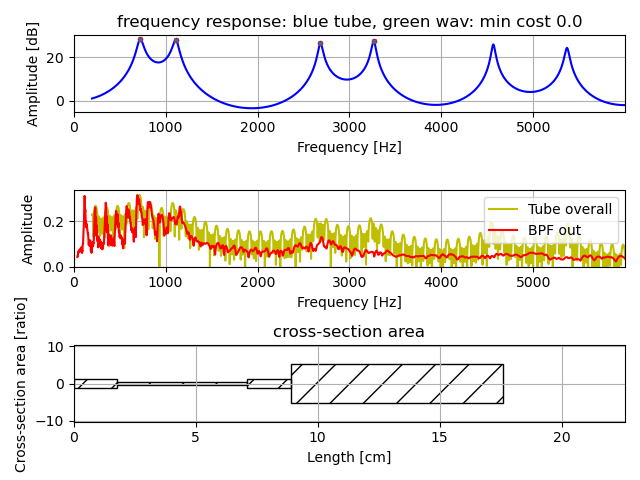 frequency response: blue tube, green wav: min cost 0.0
Amplitude [dB]
20
0
0 1000 2000 3000 4000 5000
Frequency [Hz]
Amplitude
0.2
0.0
Tube overall
BPF out
0 1000 2000 3000 4000 5000
Frequency [Hz]
cross-section area
Cross-section area [ratio]
10
0
−10
0 5 10 15 20
Length [cm]